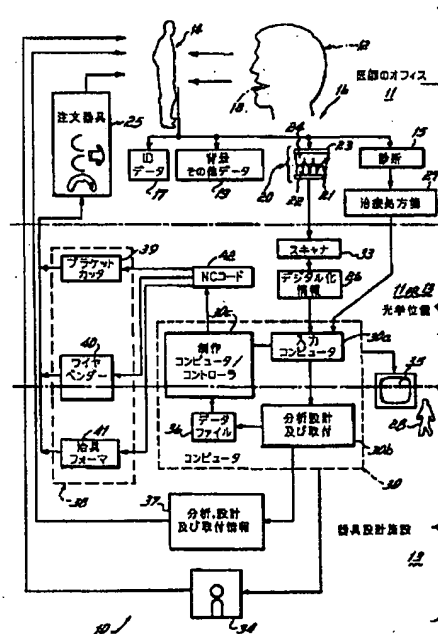 14
12
医師のオフィス
11
注文器具
25
18
16
24
23
20
22
21
IDデータ
17
背景
その他データ
19
診断
15
治療処方箋
スキャナ
33
デジタル化
情報
ブラケット
カッタ
39
NCコード
42
30c
入力
コンピュータ
30a
制作
コンピュータ/
コントローラ
ワイヤ
ベンダー
40
35
28
データ
ファイル
36
分析設計
及び取付
30b
コンピュータ
治具
フォーマ
41
38
30
37
分析、設計
及び取付情報
器具設計施設
13
10
34